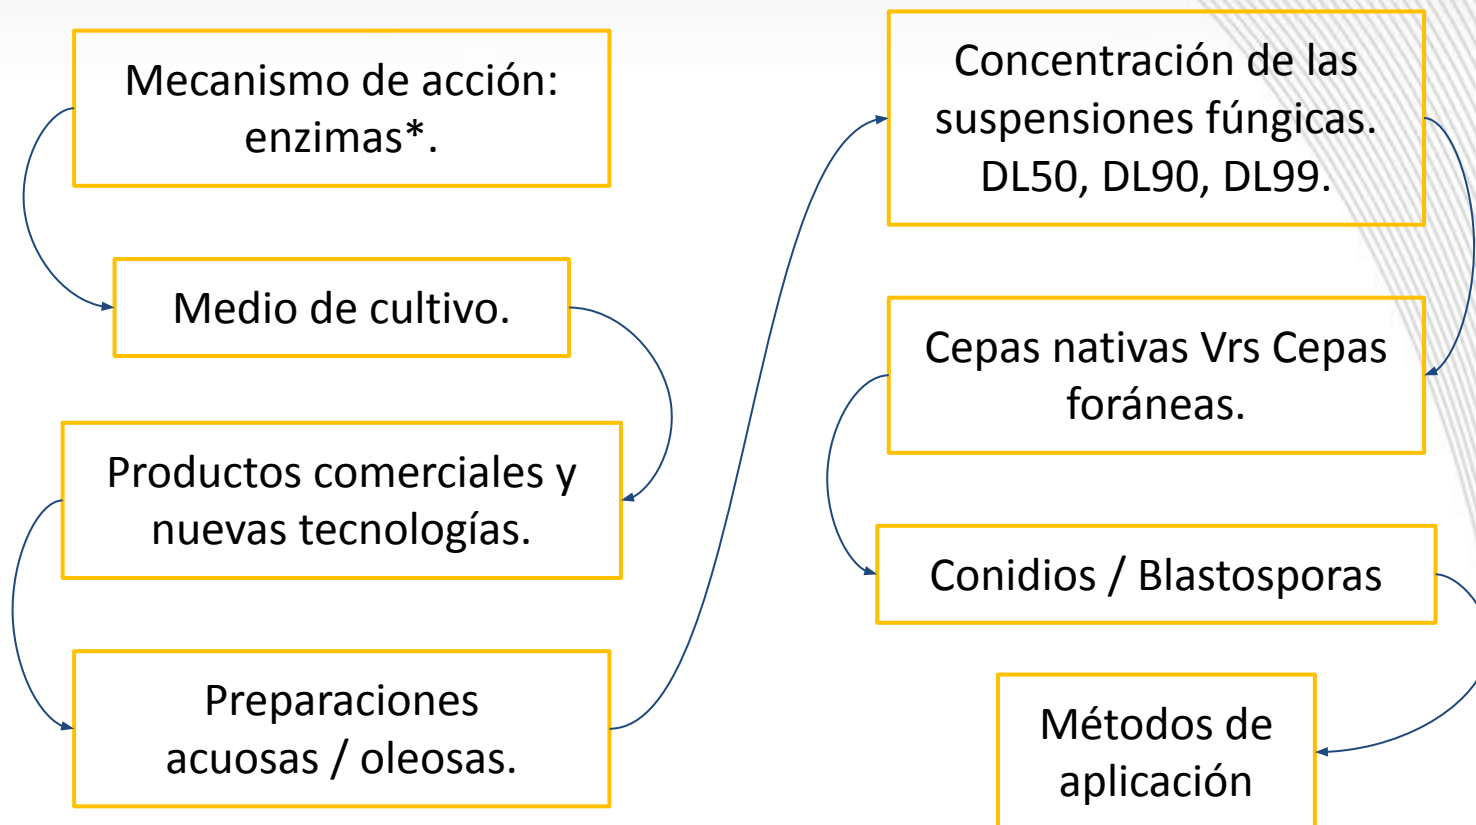 Mecanismo de acción:
enzimas*.
Medio de cultivo.
Productos comerciales y
nuevas tecnologías.
Preparaciones
acuosas / oleosas.
Concentración de las
suspensiones fúngicas.
DL50, DL90, DL99.
Cepas nativas Vrs Cepas
foráneas.
Conidios / Blastosporas
Métodos de
aplicación